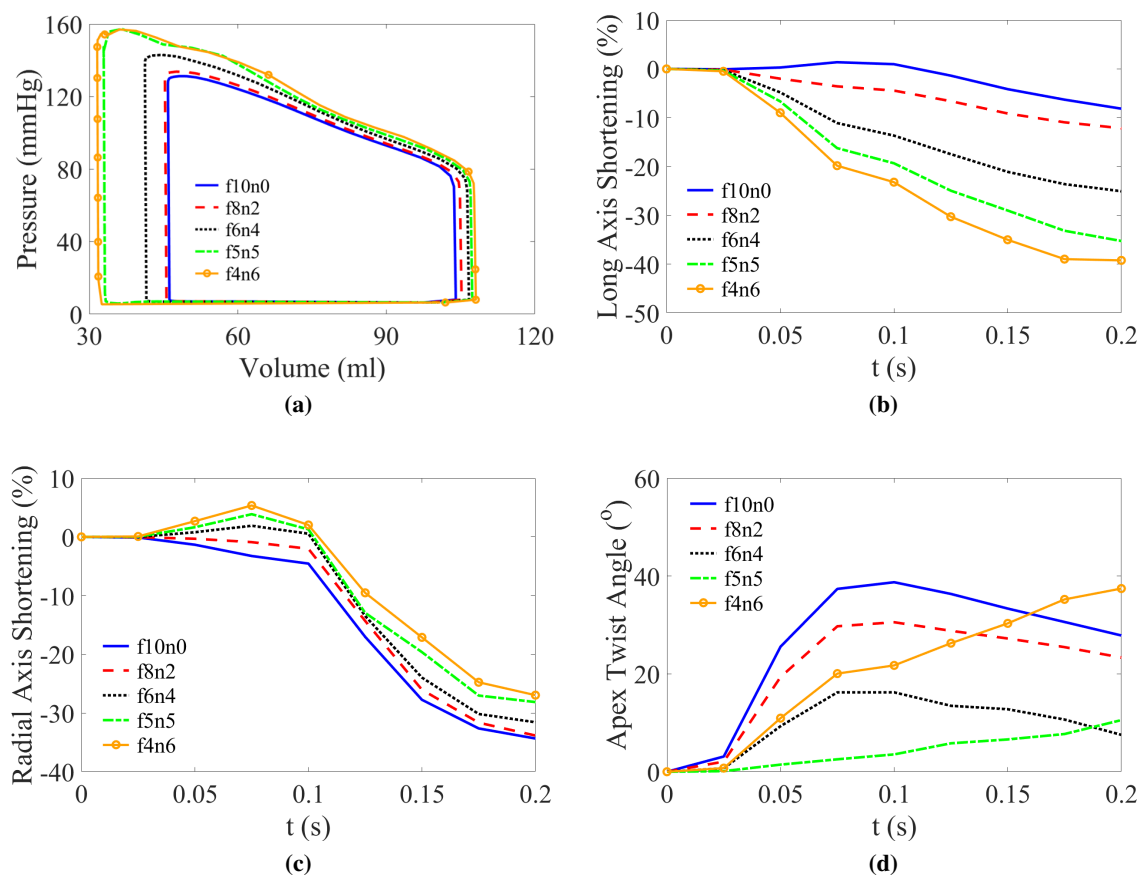 160
120
80
40
0
Pressure (mmHg)
f10n0
f8n2
f6n4
f5n5
f4n6
30
60
90
120
Volume (ml)
(a)
10
0
-10
-20
-30
-40
-50
Long Axis Shortening (%)
f10n0
f8n2
f6n4
f5n5
f4n6
0
0.05
0.1
0.15
0.2
t (s)
(b)
10
0
-10
-20
-30
-40
Radial Axis Shortening (%)
f10n0
f8n2
f6n4
f5n5
f4n6
0
0.05
0.1
0.15
0.2
t (s)
(c)
60
40
20
0
Apex Twist Angle (°)
f10n0
f8n2
f6n4
f5n5
f4n6
0
0.05
0.1
0.15
0.2
t (s)
(d)